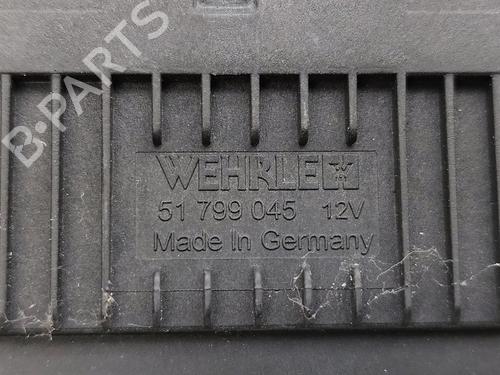 B-PARTS
WEHRLE
51 799 045 12V
Made In Germany